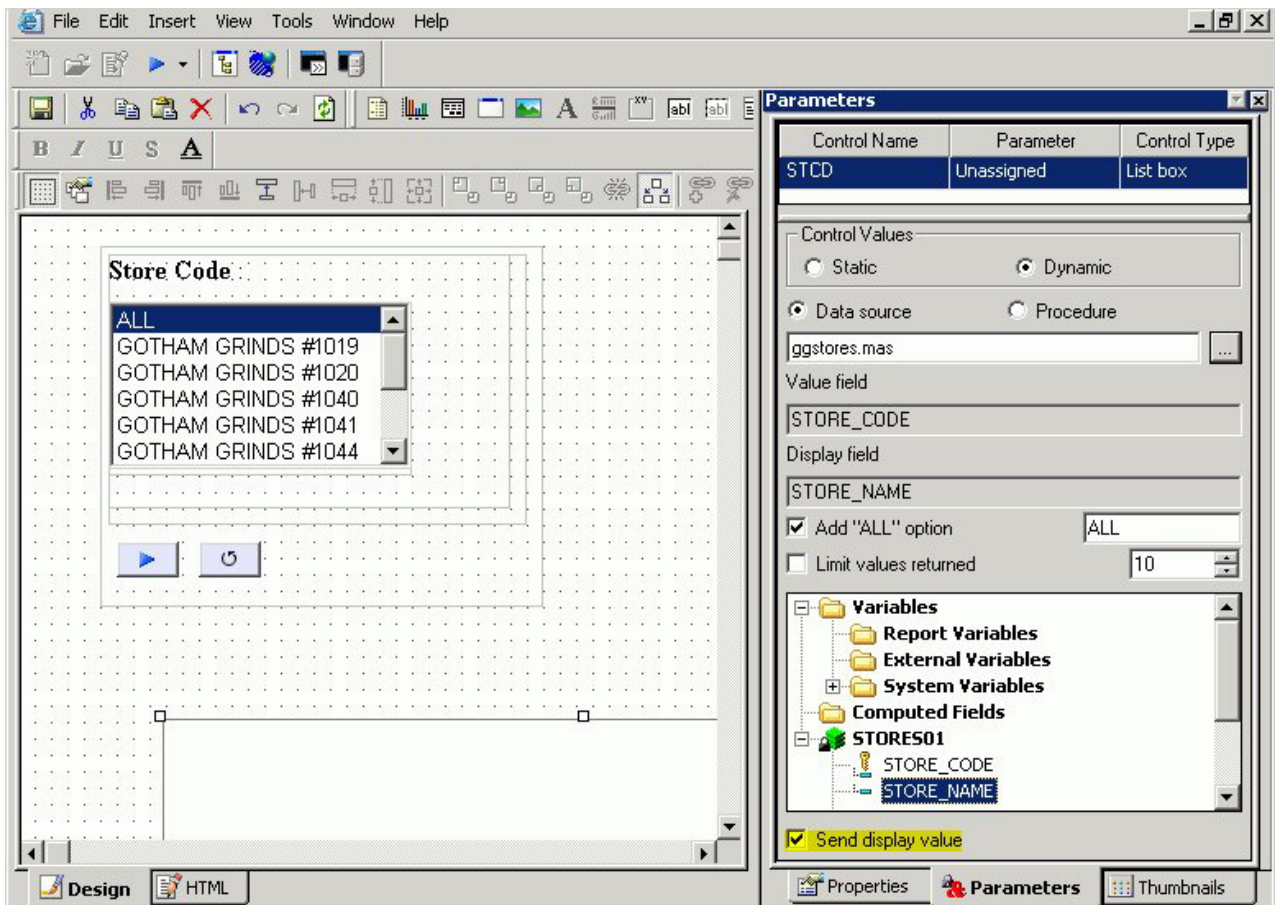 File Edit Insert View Tools Window Help
B I U S A
Store Code
ALL
GOTHAM GRINDS #1019
GOTHAM GRINDS #1020
GOTHAM GRINDS #1040
GOTHAM GRINDS #1041
GOTHAM GRINDS #1044
Design HTML
Parameters
Control Name Parameter Control Type
STCD Unassigned List box
Control Values
Static Dynamic
Data source Procedure
ggstores.mas ...
Value field
STORE_CODE
Display field
STORE_NAME
Add "ALL" option ALL
Limit values returned 10
Variables
Report Variables
External Variables
System Variables
Computed Fields
STORES01
STORE_CODE
STORE_NAME
Send display value
Properties Parameters Thumbnails